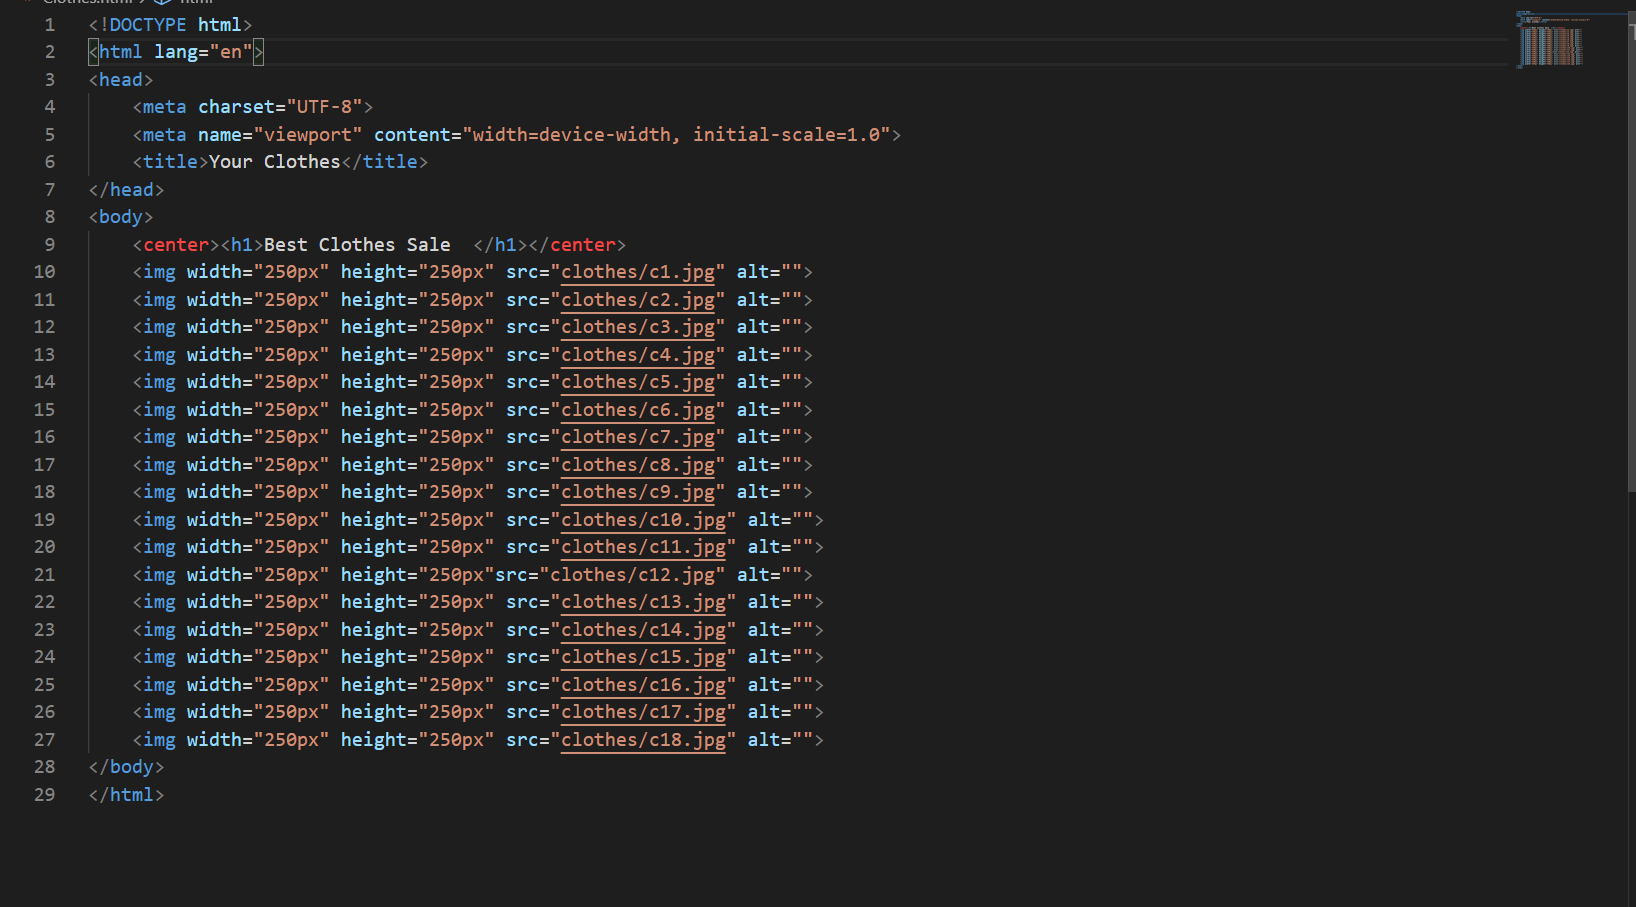 Clothes.html > html
1 <!DOCTYPE html>
2 <html lang="en">
3 <head>
4     <meta charset="UTF-8">
5     <meta name="viewport" content="width=device-width, initial-scale=1.0">
6     <title>Your Clothes</title>
7 </head>
8 <body>
9     <center><h1>Best Clothes Sale  </h1></center>
10     <img width="250px" height="250px" src="clothes/c1.jpg" alt="">
11     <img width="250px" height="250px" src="clothes/c2.jpg" alt="">
12     <img width="250px" height="250px" src="clothes/c3.jpg" alt="">
13     <img width="250px" height="250px" src="clothes/c4.jpg" alt="">
14     <img width="250px" height="250px" src="clothes/c5.jpg" alt="">
15     <img width="250px" height="250px" src="clothes/c6.jpg" alt="">
16     <img width="250px" height="250px" src="clothes/c7.jpg" alt="">
17     <img width="250px" height="250px" src="clothes/c8.jpg" alt="">
18     <img width="250px" height="250px" src="clothes/c9.jpg" alt="">
19     <img width="250px" height="250px" src="clothes/c10.jpg" alt="">
20     <img width="250px" height="250px" src="clothes/c11.jpg" alt="">
21     <img width="250px" height="250px"src="clothes/c12.jpg" alt="">
22     <img width="250px" height="250px" src="clothes/c13.jpg" alt="">
23     <img width="250px" height="250px" src="clothes/c14.jpg" alt="">
24     <img width="250px" height="250px" src="clothes/c15.jpg" alt="">
25     <img width="250px" height="250px" src="clothes/c16.jpg" alt="">
26     <img width="250px" height="250px" src="clothes/c17.jpg" alt="">
27     <img width="250px" height="250px" src="clothes/c18.jpg" alt="">
28 </body>
29 </html>